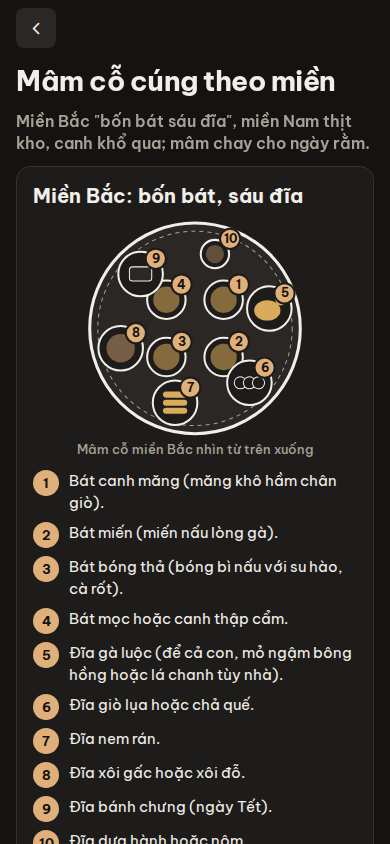 Mâm cỗ cúng theo miền
Miền Bắc "bốn bát sáu đĩa", miền Nam thịt
kho, canh khổ qua; mâm chay cho ngày rằm.
Miền Bắc: bốn bát, sáu đĩa
10
9
4
1
5
8
3
2
6
7
Mâm cỗ miền Bắc nhìn từ trên xuống
1 Bát canh măng (măng khô hầm chân
giò).
2 Bát miến (miến nấu lòng gà).
3 Bát bóng thả (bóng bì nấu với su hào,
cà rốt).
4 Bát mọc hoặc canh thập cẩm.
5 Đĩa gà luộc (để cả con, mỏ ngậm bông
hồng hoặc lá chanh tùy nhà).
6 Đĩa giò lụa hoặc chả quế.
7 Đĩa nem rán.
8 Đĩa xôi gấc hoặc xôi đỗ.
9 Đĩa bánh chưng (ngày Tết).
10 Đĩa dưa hành hoặc nộm.